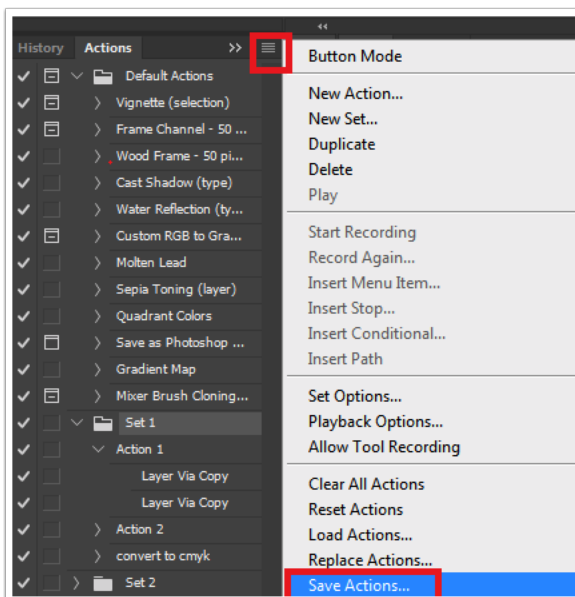 History
Actions
Default Actions
Vignette (selection)
Frame Channel - 50 ...
Wood Frame - 50 pi...
Cast Shadow (type)
Water Reflection (ty...
Custom RGB to Gra...
Molten Lead
Sepia Toning (layer)
Quadrant Colors
Save as Photoshop ...
Gradient Map
Mixer Brush Cloning...
Set 1
Action 1
Layer Via Copy
Layer Via Copy
Action 2
convert to cmyk
Set 2
Button Mode
New Action...
New Set...
Duplicate
Delete
Play
Start Recording
Record Again...
Insert Menu Item...
Insert Stop...
Insert Conditional...
Insert Path
Set Options...
Playback Options...
Allow Tool Recording
Clear All Actions
Reset Actions
Load Actions...
Replace Actions...
Save Actions...